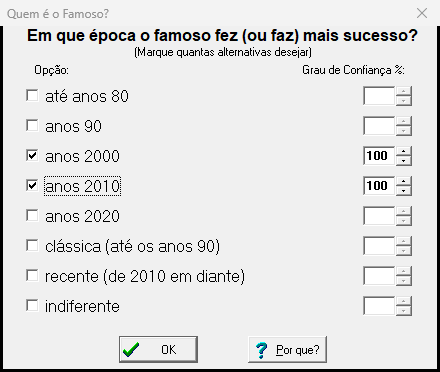 Quem é o Famoso?
Em que época o famoso fez (ou faz) mais sucesso?
(Marque quantas alternativas desejar)
Opção: Grau de Confiança %:
até anos 80
anos 90
anos 2000 100
anos 2010 100
anos 2020
clássica (até os anos 90)
recente (de 2010 em diante)
indiferente
OK ? Por que?